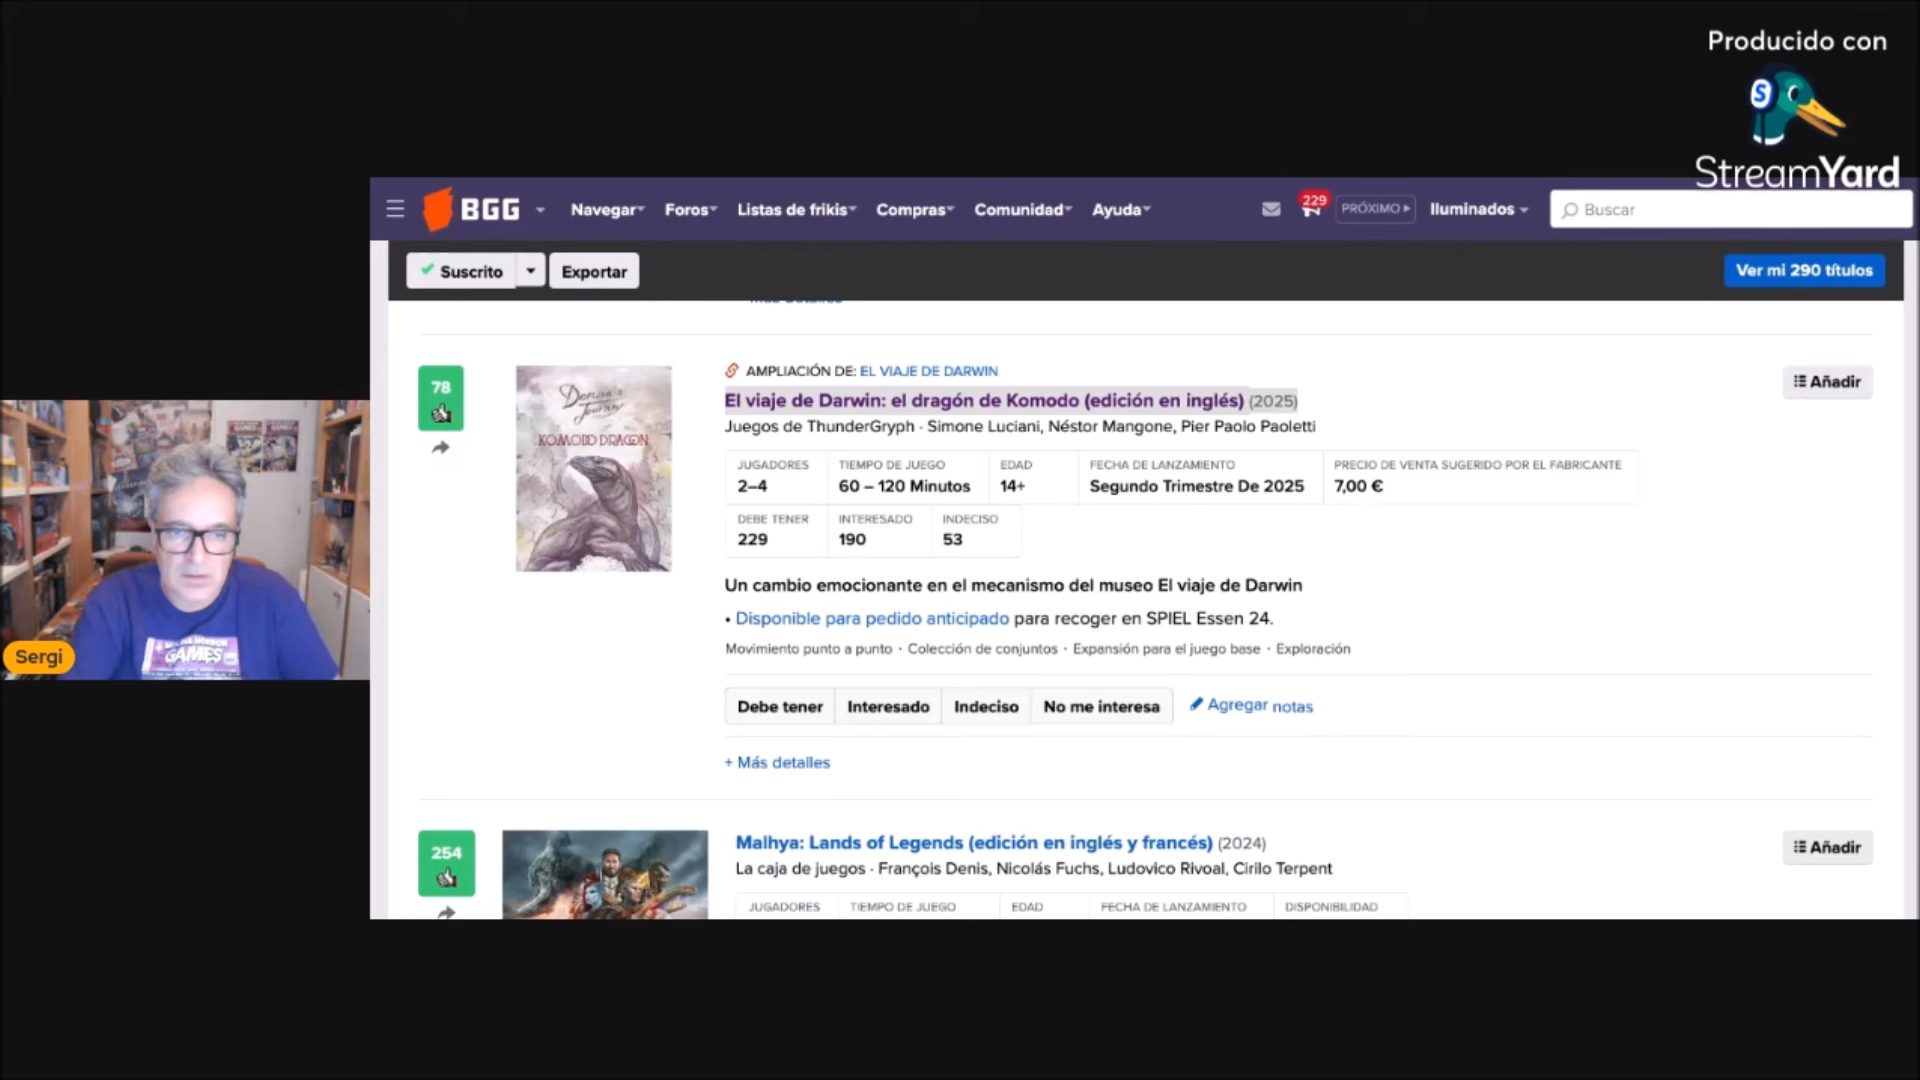 Producido con
StreamYard
BGG
Navegar
Foros
Listas de frikis
Compras
Comunidad
Ayuda
229
PRÓXIMO
Iluminados
Buscar
Suscrito
Exportar
Ver mi 290 títulos
78
Darwin's Journey
KOMODO DRAGON
AMPLIACIÓN DE: EL VIAJE DE DARWIN
El viaje de Darwin: el dragón de Komodo (edición en inglés) (2025)
Juegos de ThunderGryph · Simone Luciani, Néstor Mangone, Pier Paolo Paoletti
Añadir
JUGADORES TIEMPO DE JUEGO EDAD FECHA DE LANZAMIENTO PRECIO DE VENTA SUGERIDO POR EL FABRICANTE
2–4 60 – 120 Minutos 14+ Segundo Trimestre De 2025 7,00 €
DEBE TENER INTERESADO INDECISO
229 190 53
Un cambio emocionante en el mecanismo del museo El viaje de Darwin
• Disponible para pedido anticipado para recoger en SPIEL Essen 24.
Movimiento punto a punto · Colección de conjuntos · Expansión para el juego base · Exploración
Debe tener Interesado Indeciso No me interesa Agregar notas
+ Más detalles
Sergi
GAMES
254
Malhya: Lands of Legends (edición en inglés y francés) (2024)
La caja de juegos · François Denis, Nicolás Fuchs, Ludovico Rivoal, Cirilo Terpent
Añadir
JUGADORES TIEMPO DE JUEGO EDAD FECHA DE LANZAMIENTO DISPONIBILIDAD